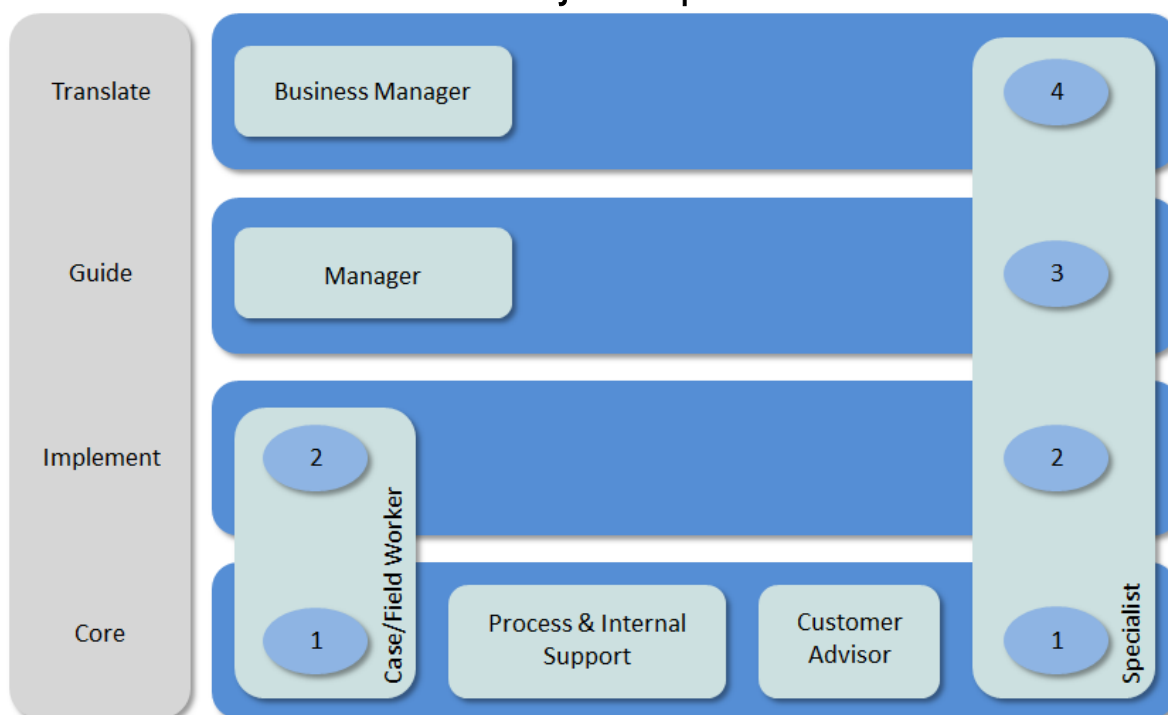 Translate
Business Manager
4
Guide
Manager
3
Implement
2
2
Case/Field Worker
Core
1
Process & Internal
Support
Customer
Advisor
1
Specialist